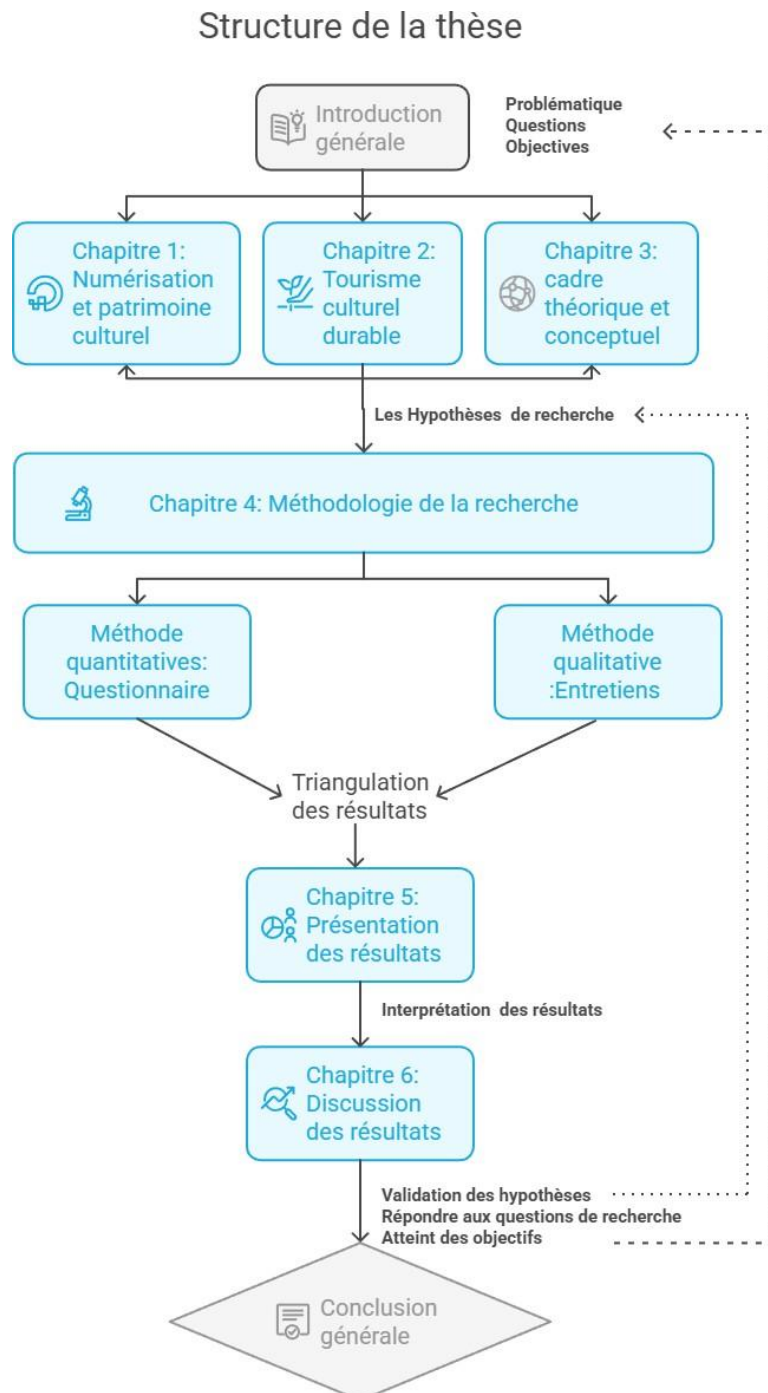 Structure de la thèse
Introduction
générale
Problématique
Questions
Objectives
Chapitre 1:
Numérisation
et patrimoine
culturel
Chapitre 2:
Tourisme
culturel
durable
Chapitre 3:
cadre
théorique et
conceptuel
Les Hypothèses de recherche
Chapitre 4: Méthodologie de la recherche
Méthode
quantitatives:
Questionnaire
Méthode
qualitative
:Entretiens
Triangulation
des résultats
Chapitre 5:
Présentation
des résultats
Interprétation des résultats
Chapitre 6:
Discussion
des résultats
Validation des hypothèses
Répondre aux questions de recherche
Atteint des objectifs
Conclusion
générale